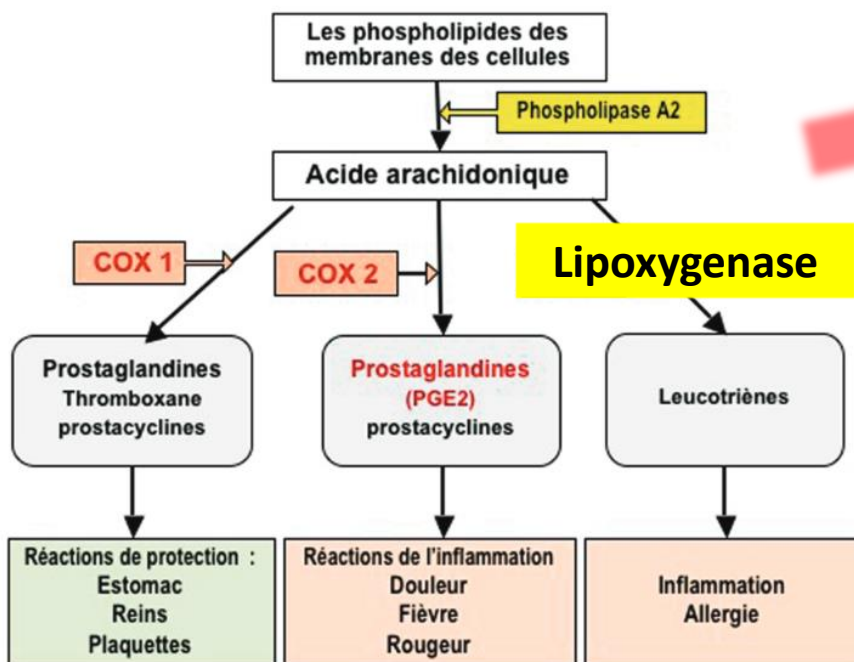 Les phospholipides des
membranes des cellules
Phospholipase A2
Acide arachidonique
COX 1
COX 2
Lipoxygenase
Prostaglandines
Thromboxane
prostacyclines
Prostaglandines
(PGE2)
prostacyclines
Leucotriènes
Réactions de protection :
Estomac
Reins
Plaquettes
Réactions de l'inflammation
Douleur
Fièvre
Rougeur
Inflammation
Allergie